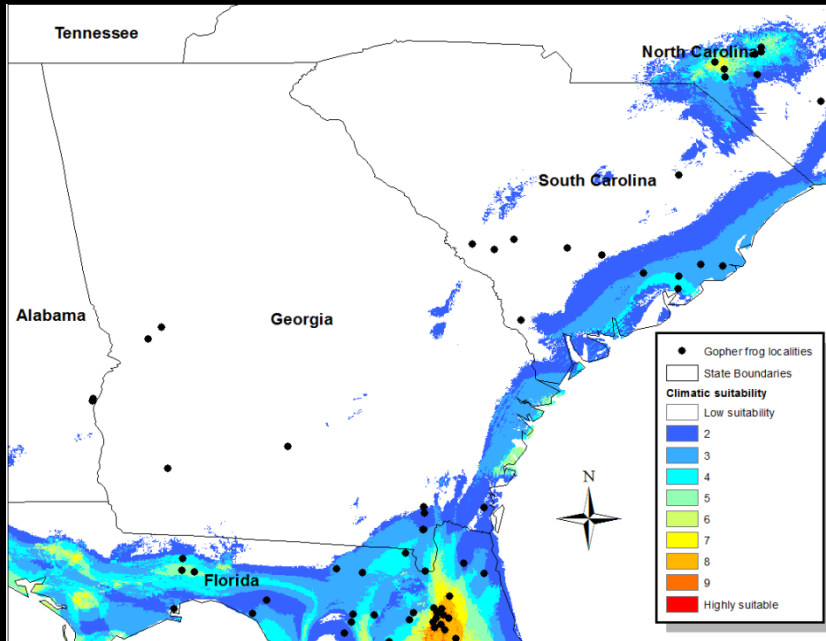 Tennessee
North Carolina
South Carolina
Alabama
Georgia
Florida
N
Gopher frog localities
State Boundaries
Climatic suitability
Low suitability
2
3
4
5
6
7
8
9
Highly suitable